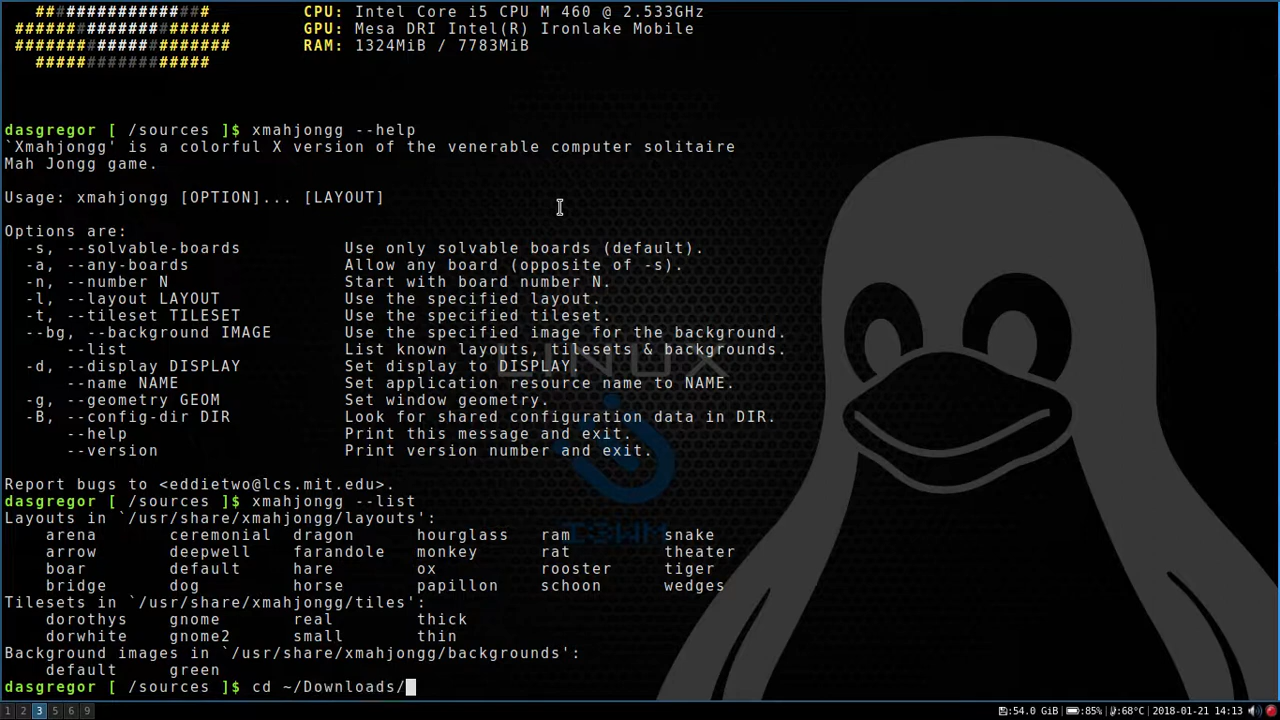 ##############
CPU: Intel Core i5 CPU M 460 @ 2.533GHz
GPU: Mesa DRI Intel(R) Ironlake Mobile
RAM: 1324MiB / 7783MiB
dasgregor [ /sources ]$ xmahjongg --help
`Xmahjongg' is a colorful X version of the venerable computer solitaire
Mah Jongg game.
Usage: xmahjongg [OPTION]... [LAYOUT]
Options are:
-s, --solvable-boards Use only solvable boards (default).
-a, --any-boards Allow any board (opposite of -s).
-n, --number N Start with board number N.
-l, --layout LAYOUT Use the specified layout.
-t, --tileset TILESET Use the specified tileset.
--bg, --background IMAGE Use the specified image for the background.
--list List known layouts, tilesets & backgrounds.
-d, --display DISPLAY Set display to DISPLAY.
--name NAME Set application resource name to NAME.
-g, --geometry GEOM Set window geometry.
-B, --config-dir DIR Look for shared configuration data in DIR.
--help Print this message and exit.
--version Print version number and exit.
Report bugs to <eddietwo@lcs.mit.edu>.
dasgregor [ /sources ]$ xmahjongg --list
Layouts in `/usr/share/xmahjongg/layouts':
arena ceremonial dragon hourglass ram snake
arrow deepwell farandole monkey rat theater
boar default hare ox rooster tiger
bridge dog horse papillon schoon wedges
Tilesets in `/usr/share/xmahjongg/tiles':
dorothys gnome real thick
dorwhite gnome2 small thin
Background images in `/usr/share/xmahjongg/backgrounds':
default green
dasgregor [ /sources ]$ cd ~/Downloads/
LINUX
I3WM
1 2 3 5 6 9
:54.0 GiB :85% :68°C 2018-01-21 14:13